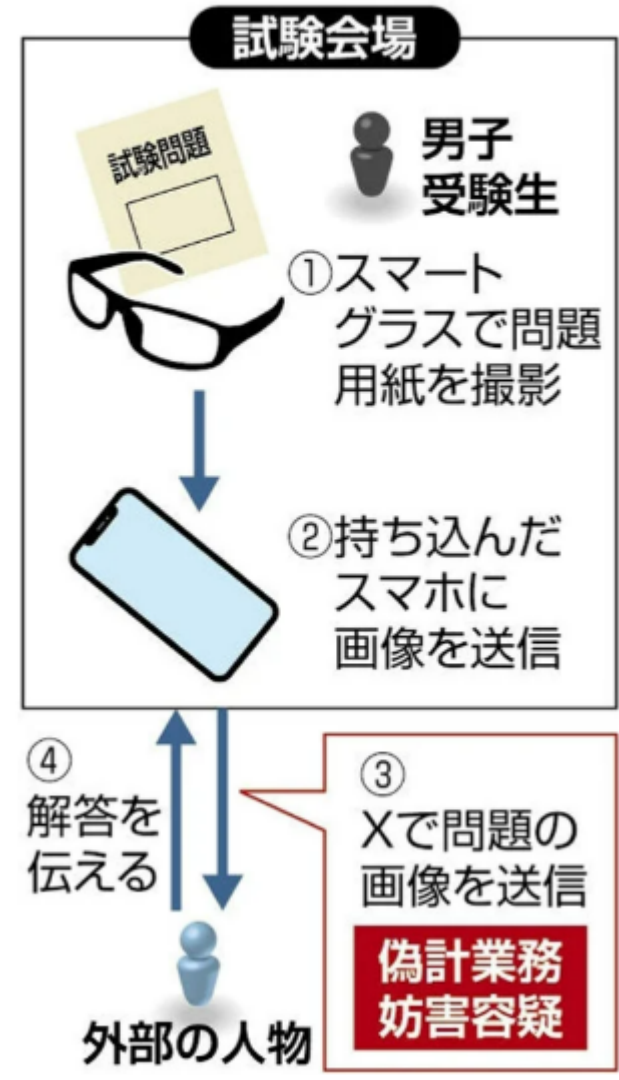 試験会場
試験問題
男子
受験生
①スマート
グラスで問題
用紙を撮影
②持ち込んだ
スマホに
画像を送信
④
解答を
伝える
③
Xで問題の
画像を送信
偽計業務
妨害容疑
外部の人物